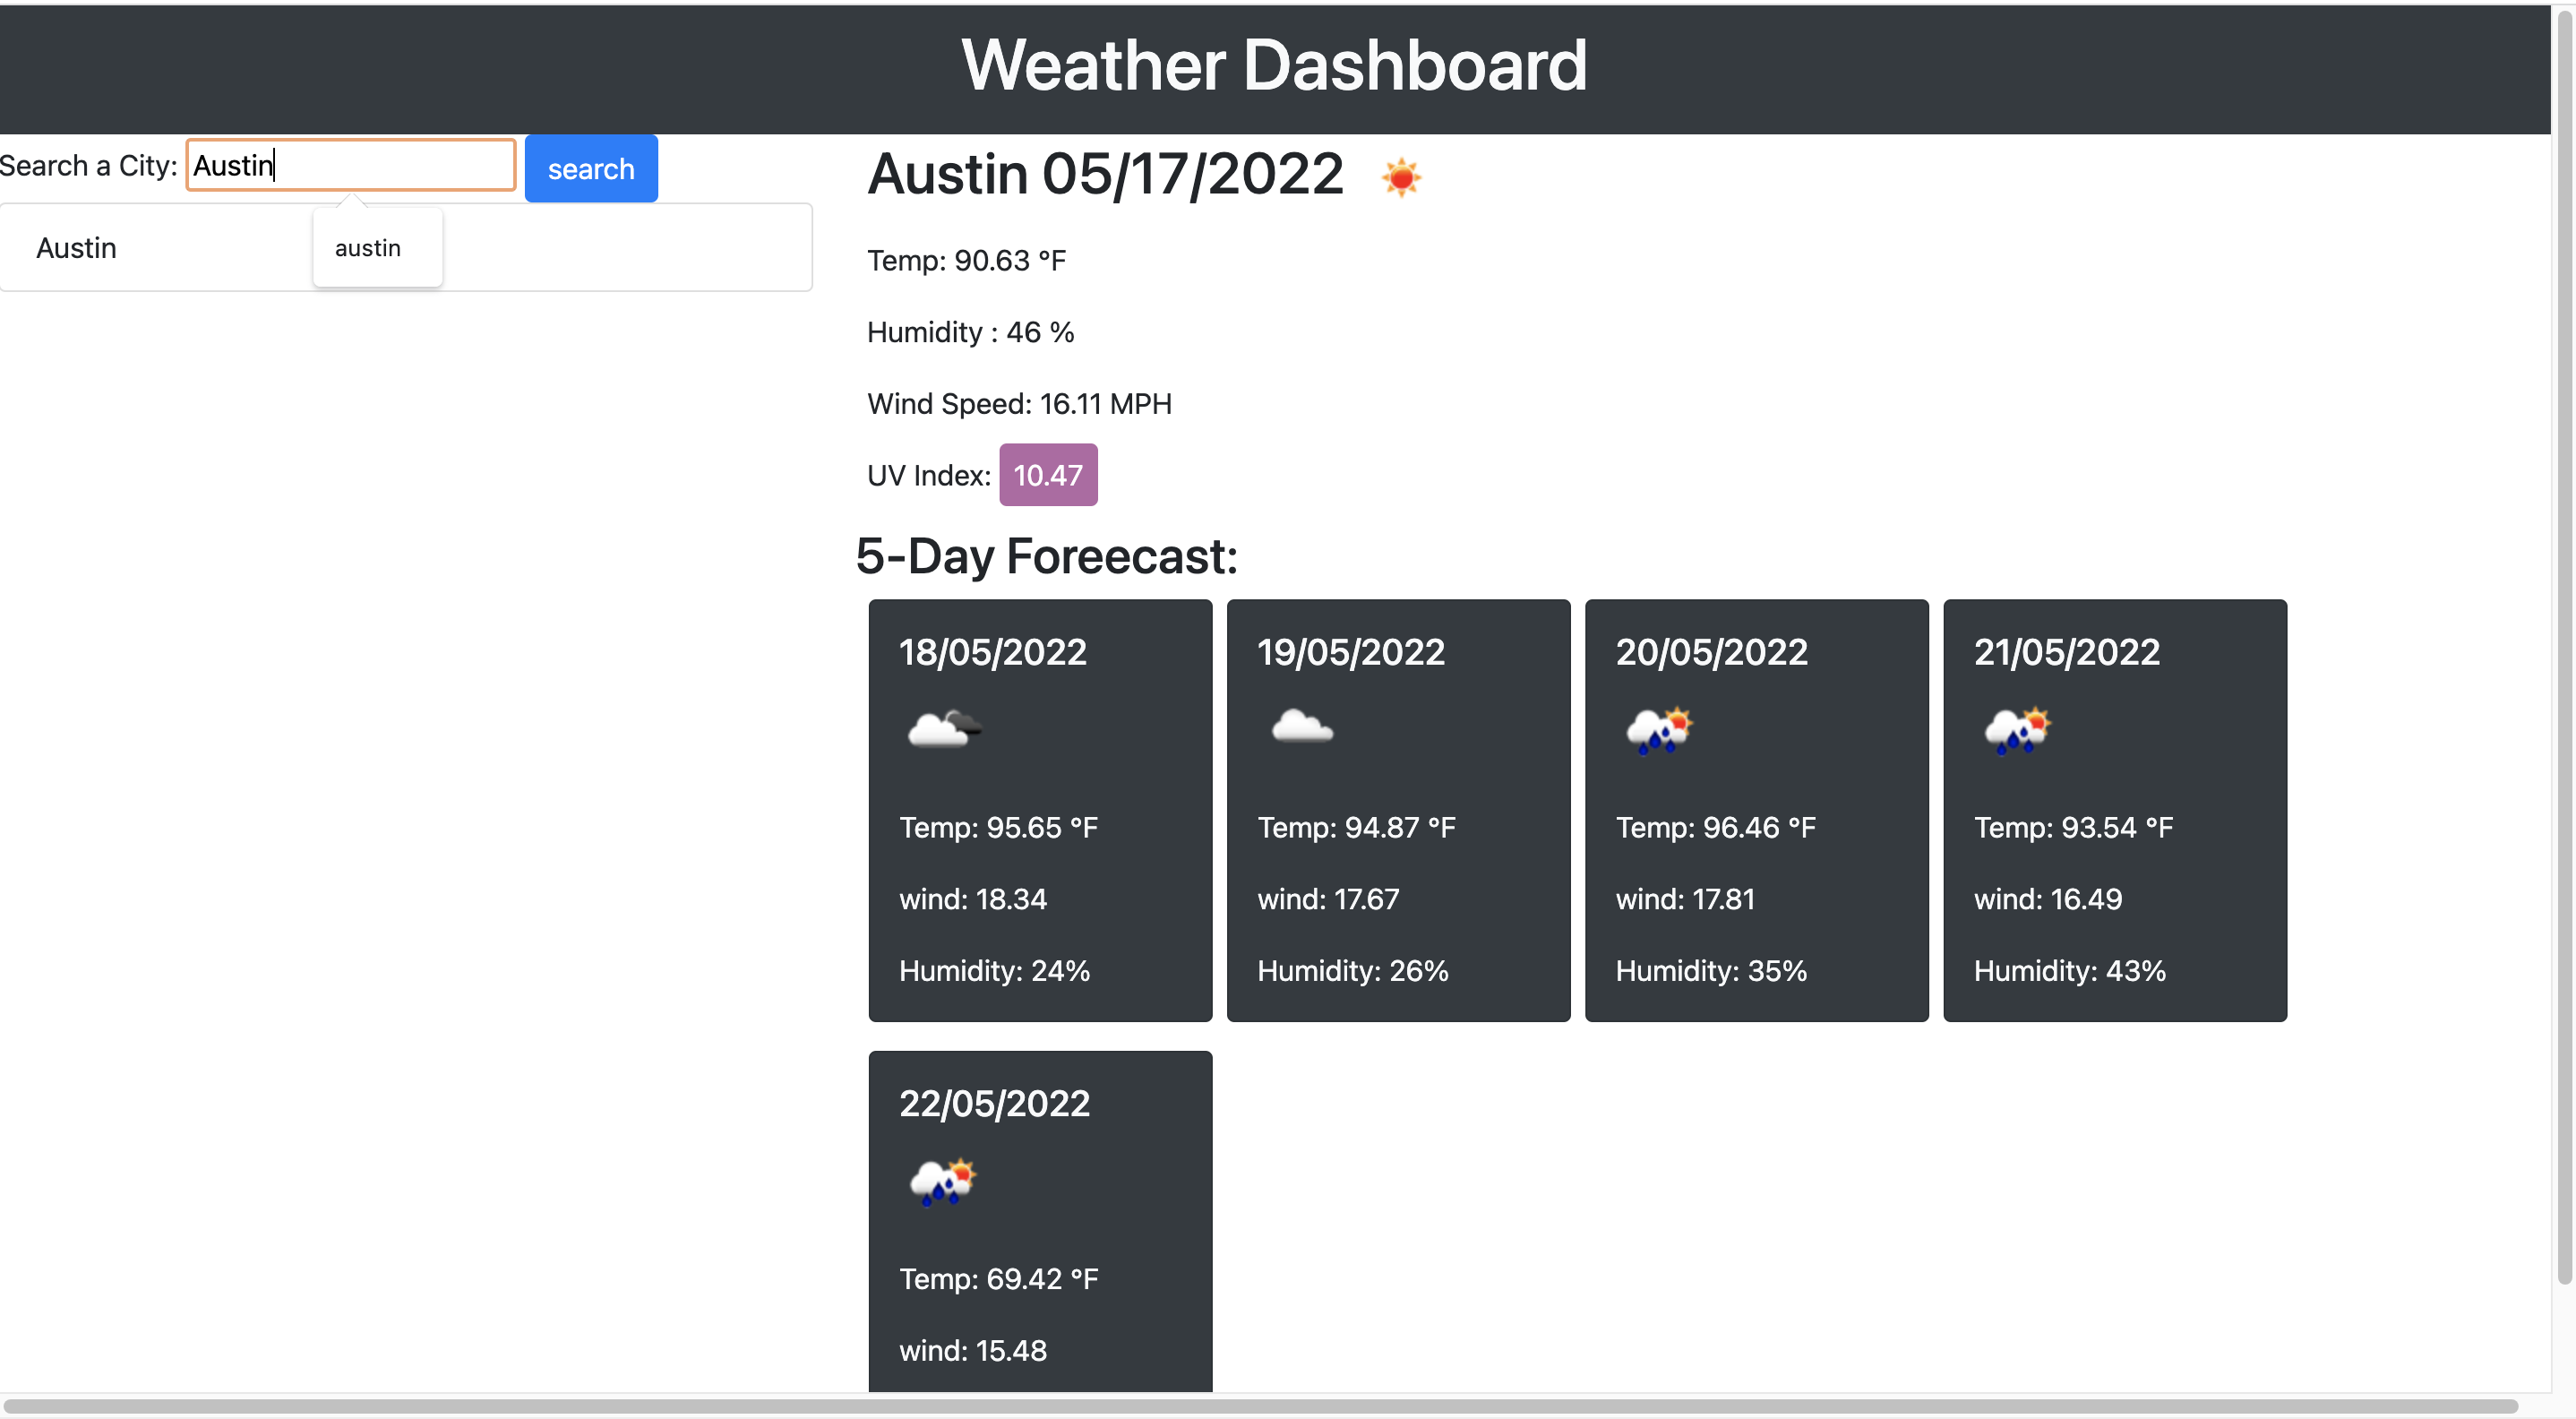 Weather Dashboard
Search a City: Austin search
Austin
austin
Austin 05/17/2022
Temp: 90.63 °F
Humidity : 46 %
Wind Speed: 16.11 MPH
UV Index: 10.47
5-Day Foreecast:
18/05/2022
Temp: 95.65 °F
wind: 18.34
Humidity: 24%
19/05/2022
Temp: 94.87 °F
wind: 17.67
Humidity: 26%
20/05/2022
Temp: 96.46 °F
wind: 17.81
Humidity: 35%
21/05/2022
Temp: 93.54 °F
wind: 16.49
Humidity: 43%
22/05/2022
Temp: 69.42 °F
wind: 15.48